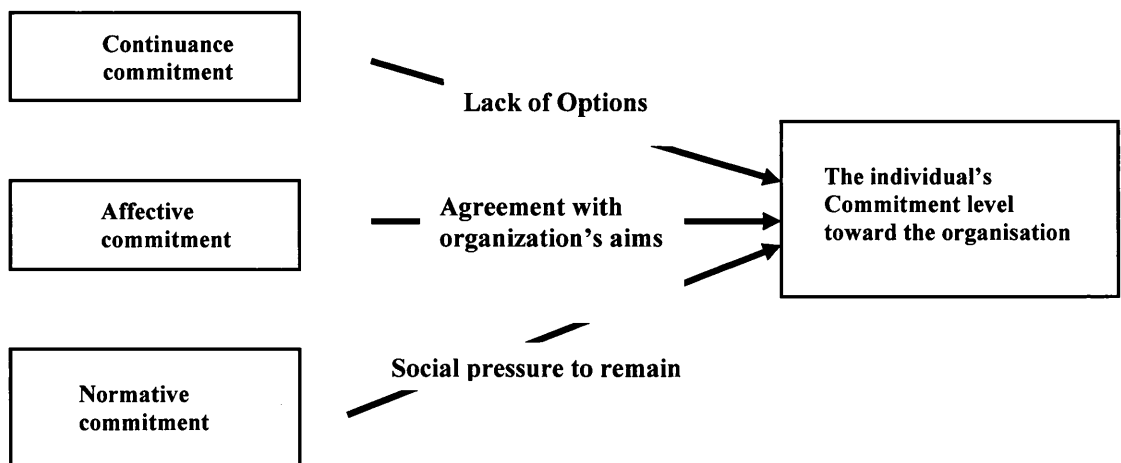 Continuance
commitment
Lack of Options
The individual's
Commitment level
toward the organisation
Affective
commitment
Agreement with
organization's aims
Social pressure to remain
Normative
commitment